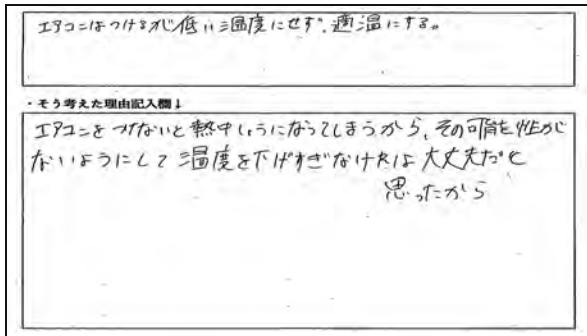 エアコンはつけるが低い温度にせず、適温にする。
・そう考えた理由記入欄↓
エアコンをつけないと熱中しょうになってしまうから、その可能性が
ないようにして温度を下げすぎなければ大丈夫だと
思ったから